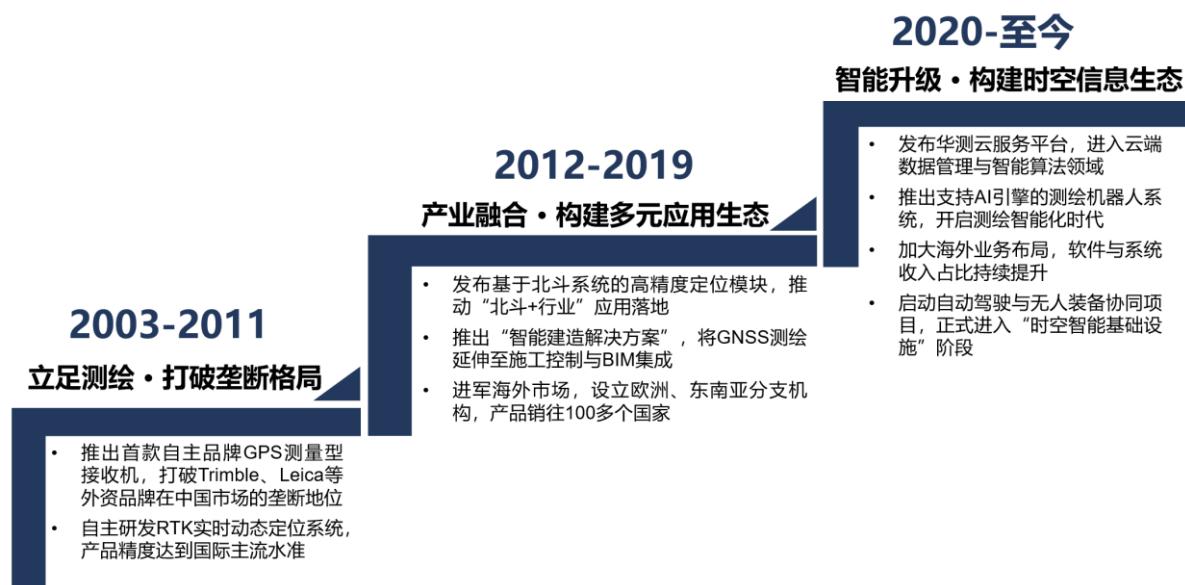 2003-2011
立足测绘·打破垄断格局
• 推出首款自主品牌GPS测量型
接收机，打破Trimble、Leica等
外资品牌在中国市场的垄断地位
• 自主研发RTK实时动态定位系统，
产品精度达到国际主流水准
2012-2019
产业融合·构建多元应用生态
• 发布基于北斗系统的高精度定位模块，推
动“北斗+行业”应用落地
• 推出“智能建造解决方案”，将GNSS测绘
延伸至施工控制与BIM集成
• 进军海外市场，设立欧洲、东南亚分支机
构，产品销往100多个国家
2020-至今
智能升级·构建时空信息生态
• 发布华测云服务平台，进入云端
数据管理与智能算法领域
• 推出支持AI引擎的测绘机器人系
统，开启测绘智能化时代
• 加大海外业务布局，软件与系统
收入占比持续提升
• 启动自动驾驶与无人装备协同项
目，正式进入“时空智能基础设
施”阶段